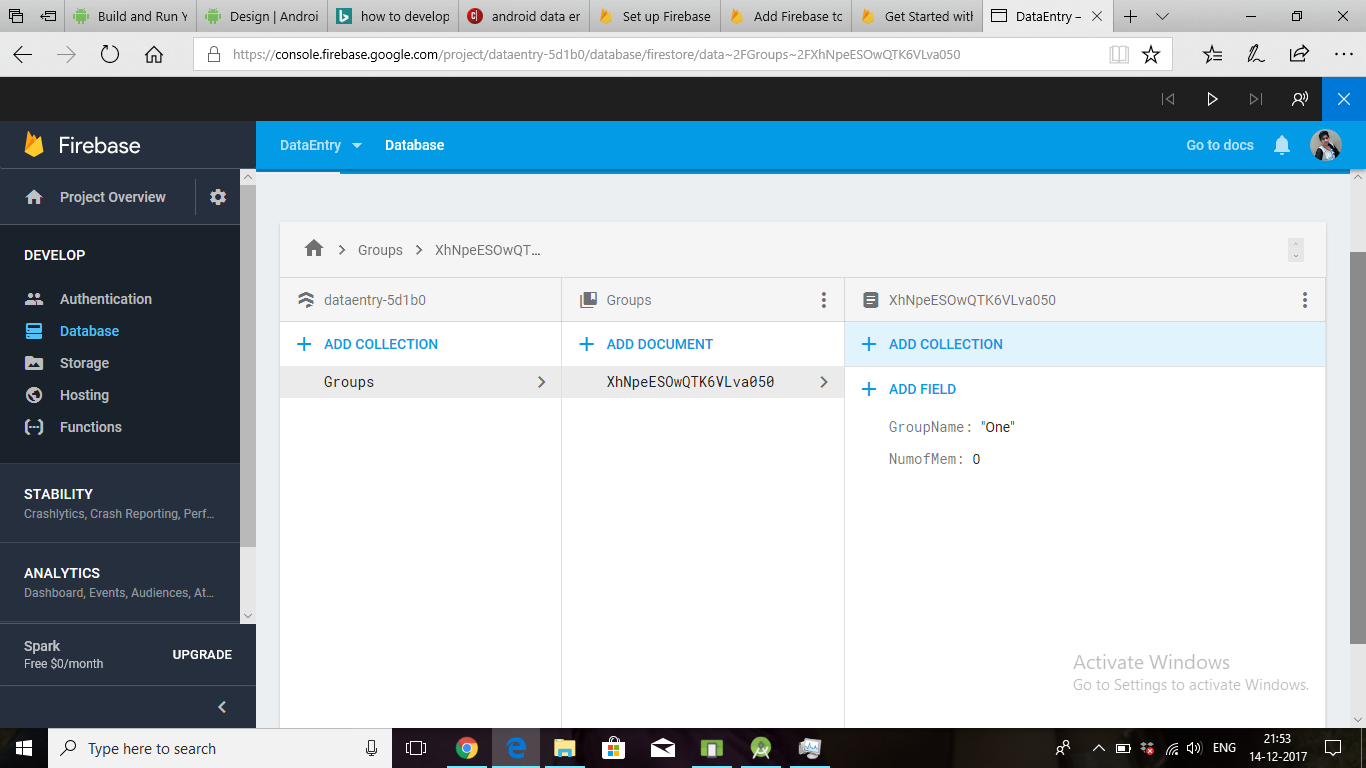 Build and Run Y
Design | Androi
how to develop
android data en
Set up Firebase
Add Firebase to
Get Started with
DataEntry –
https://console.firebase.google.com/project/dataentry-5d1b0/database/firestore/data~2FGroups~2FXhNpeESOwQTK6VLva050
Firebase
DataEntry
Database
Go to docs
Project Overview
DEVELOP
Authentication
Database
Storage
Hosting
Functions
STABILITY
Crashlytics, Crash Reporting, Perf...
ANALYTICS
Dashboard, Events, Audiences, At...
Spark
Free $0/month
UPGRADE
Groups
XhNpeESOwQT...
dataentry-5d1b0
Groups
XhNpeESOwQTK6VLva050
ADD COLLECTION
ADD DOCUMENT
ADD COLLECTION
Groups
XhNpeESOwQTK6VLva050
ADD FIELD
GroupName: "One"
NumofMem: 0
Activate Windows
Go to Settings to activate Windows.
Type here to search
ENG
21:53
14-12-2017